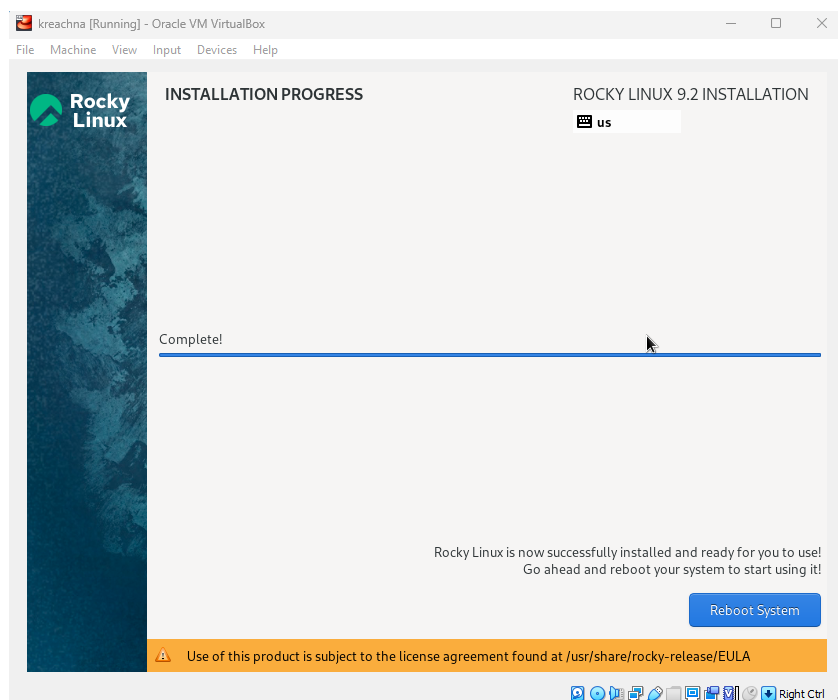 kreachna [Running] - Oracle VM VirtualBox
File Machine View Input Devices Help
Rocky
Linux
INSTALLATION PROGRESS
ROCKY LINUX 9.2 INSTALLATION
us
Complete!
Rocky Linux is now successfully installed and ready for you to use!
Go ahead and reboot your system to start using it!
Reboot System
Use of this product is subject to the license agreement found at /usr/share/rocky-release/EULA
Right Ctrl